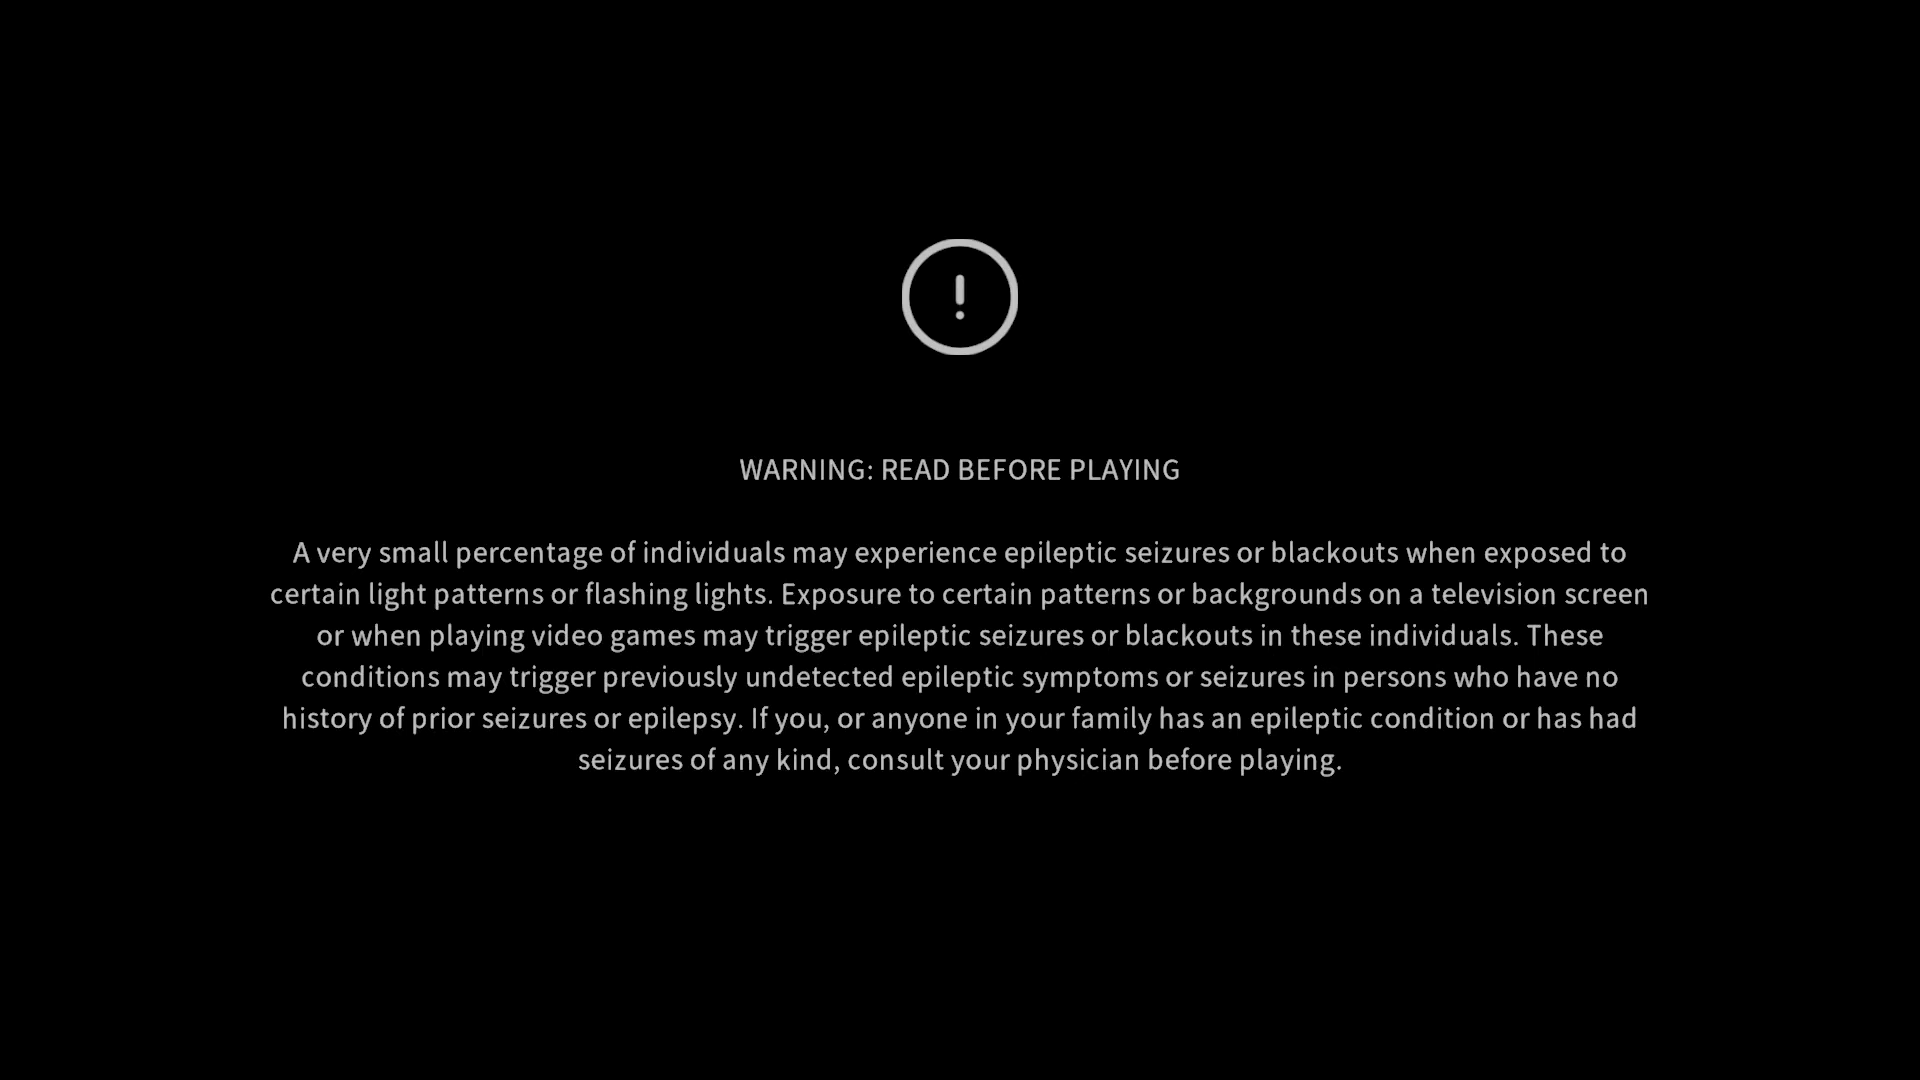 !
WARNING: READ BEFORE PLAYING
A very small percentage of individuals may experience epileptic seizures or blackouts when exposed to
certain light patterns or flashing lights. Exposure to certain patterns or backgrounds on a television screen
or when playing video games may trigger epileptic seizures or blackouts in these individuals. These
conditions may trigger previously undetected epileptic symptoms or seizures in persons who have no
history of prior seizures or epilepsy. If you, or anyone in your family has an epileptic condition or has had
seizures of any kind, consult your physician before playing.